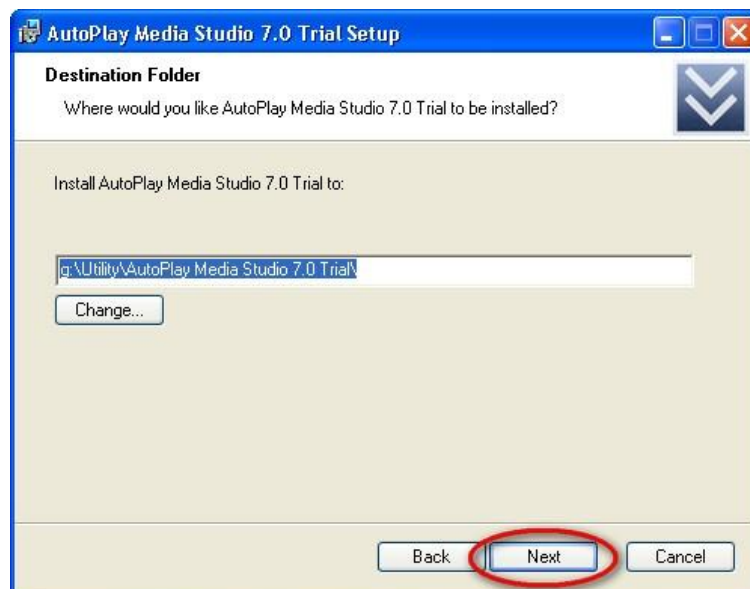 AutoPlay Media Studio 7.0 Trial Setup
Destination Folder
Where would you like AutoPlay Media Studio 7.0 Trial to be installed?
Install AutoPlay Media Studio 7.0 Trial to:
g:\Utility\AutoPlay Media Studio 7.0 Trial\
Change...
Back Next Cancel